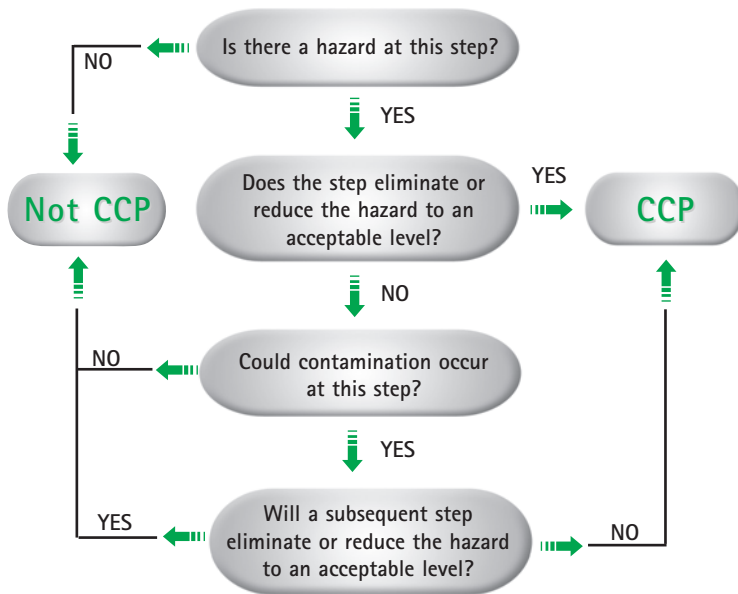 Is there a hazard at this step?
NO
YES
Not CCP
Does the step eliminate or
reduce the hazard to an
acceptable level?
YES
CCP
NO
Could contamination occur
at this step?
NO
YES
Will a subsequent step
eliminate or reduce the hazard
to an acceptable level?
YES
NO